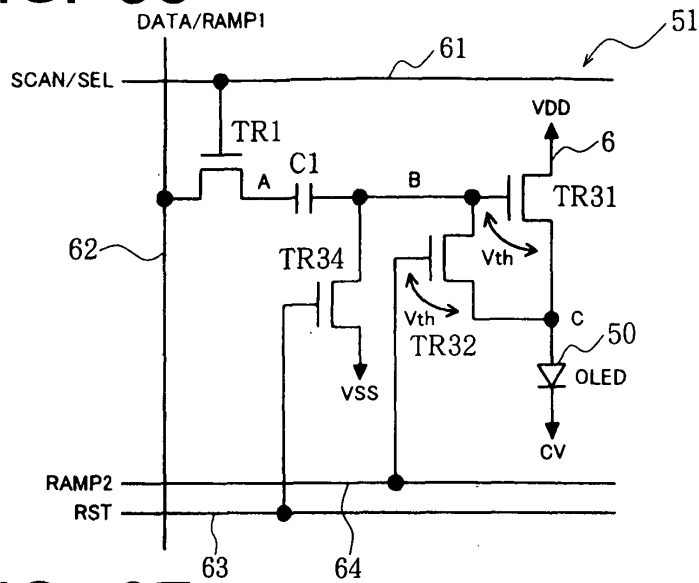 DATA/RAMP1
51
61
SCAN/SEL
VDD
TR1
6
C1
A
B
TR31
62
TR34
Vth
Vth
C
TR32
50
OLED
VSS
CV
RAMP2
RST
63
64